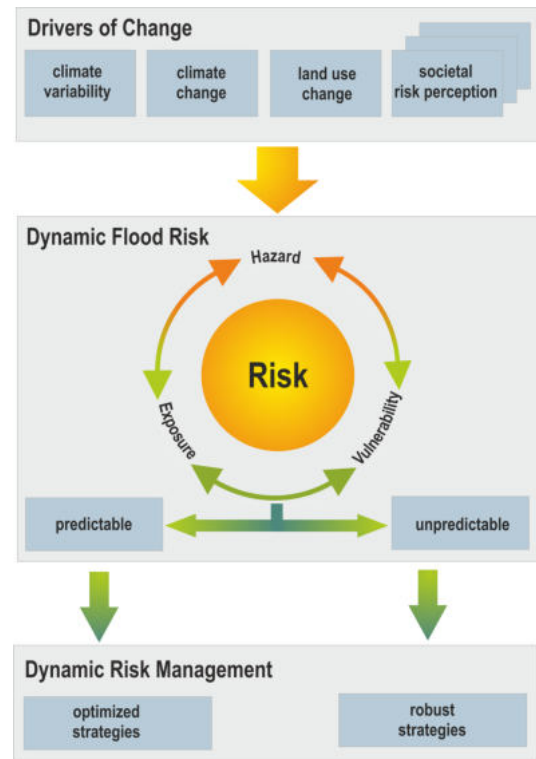 Drivers of Change
climate
variability
climate
change
land use
change
societal
risk perception
Dynamic Flood Risk
Hazard
Risk
Exposure
Vulnerability
predictable
unpredictable
Dynamic Risk Management
optimized
strategies
robust
strategies